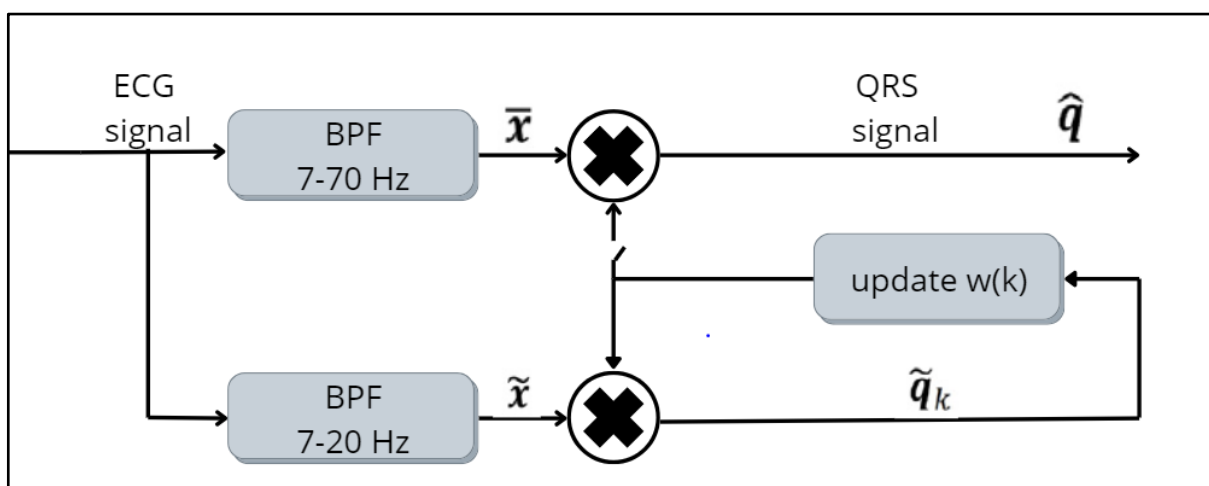 ECG
signal
BPF
7-70 Hz
x̅
QRS
signal
q̂
update w(k)
BPF
7-20 Hz
x̃
q̃ₖ